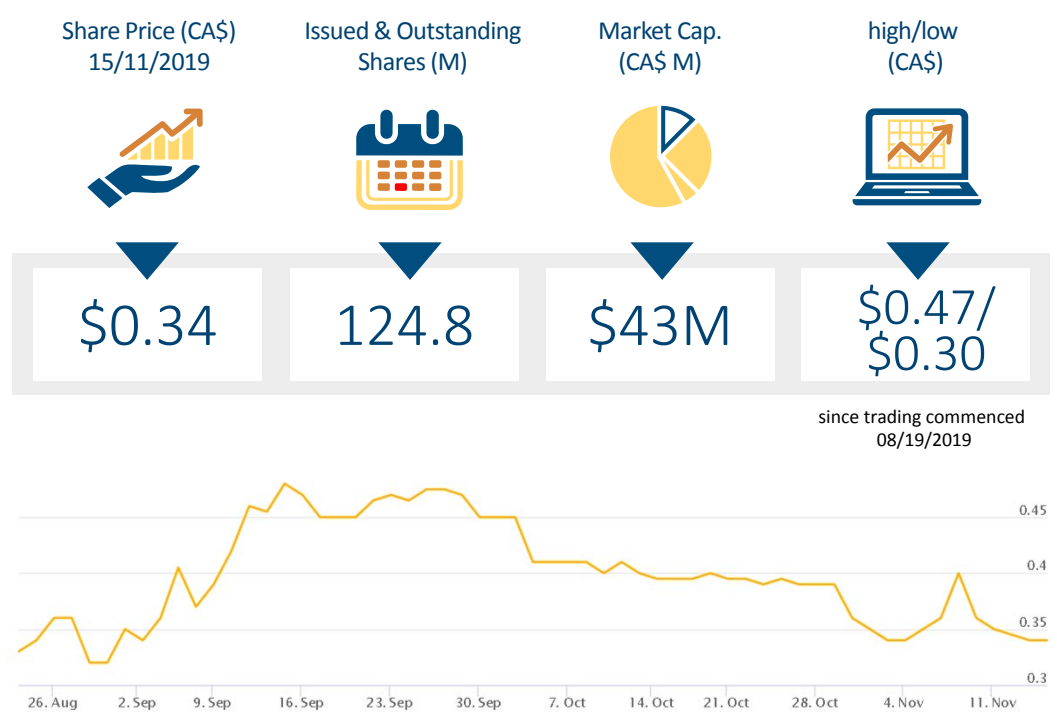 Share Price (CA$)
15/11/2019
Issued & Outstanding
Shares (M)
Market Cap.
(CA$ M)
high/low
(CA$)
$0.34
124.8
$43M
$0.47/
$0.30
since trading commenced
08/19/2019
0.45
0.4
0.35
0.3
26. Aug
2. Sep
9. Sep
16. Sep
23. Sep
30. Sep
7. Oct
14. Oct
21. Oct
28. Oct
4. Nov
11. Nov